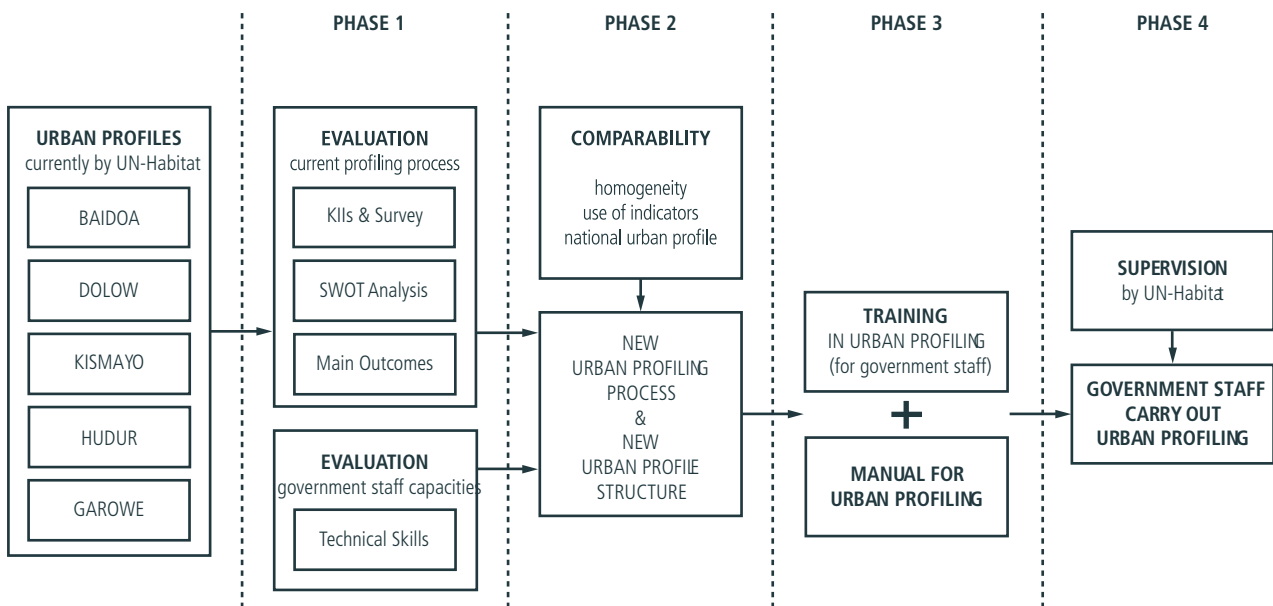 PHASE 1
PHASE 2
PHASE 3
PHASE 4
URBAN PROFILES
currently by UN-Habitat
BAIDOA
DOLOW
KISMAYO
HUDUR
GAROWE
EVALUATION
current profiling process
KIIs & Survey
SWOT Analysis
Main Outcomes
EVALUATION
government staff capacities
Technical Skills
COMPARABILITY
homogeneity
use of indicators
national urban profile
NEW
URBAN PROFILING
PROCESS
&
NEW
URBAN PROFILE
STRUCTURE
TRAINING
IN URBAN PROFILING
(for government staff)
+
MANUAL FOR
URBAN PROFILING
SUPERVISION
by UN-Habitat
GOVERNMENT STAFF
CARRY OUT
URBAN PROFILING